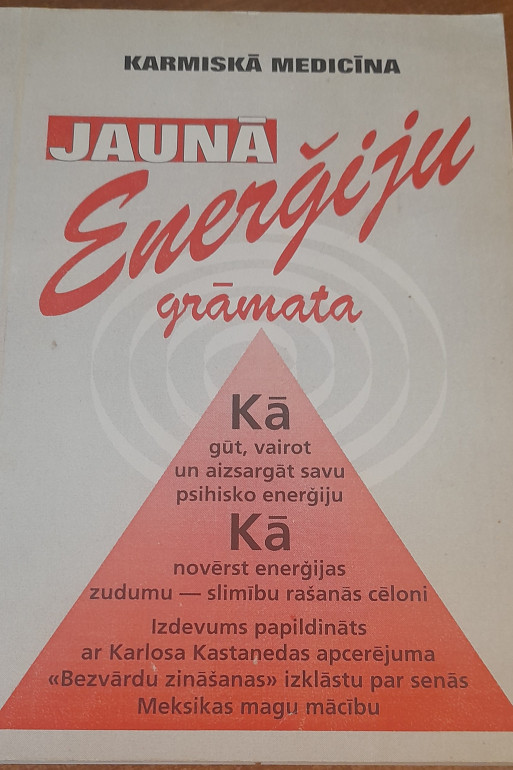 KARMISKĀ MEDICĪNA
JAUNĀ
Enerģiju
grāmata
Kā
gūt, vairot
un aizsargāt savu
psihisko enerģiju
Kā
novērst enerģijas
zudumu — slimību rašanās cēloni
Izdevums papildināts
ar Karlosa Kastaņedas apcerējuma
«Bezvārdu zināšanas» izklāstu par senās
Meksikas magu mācību